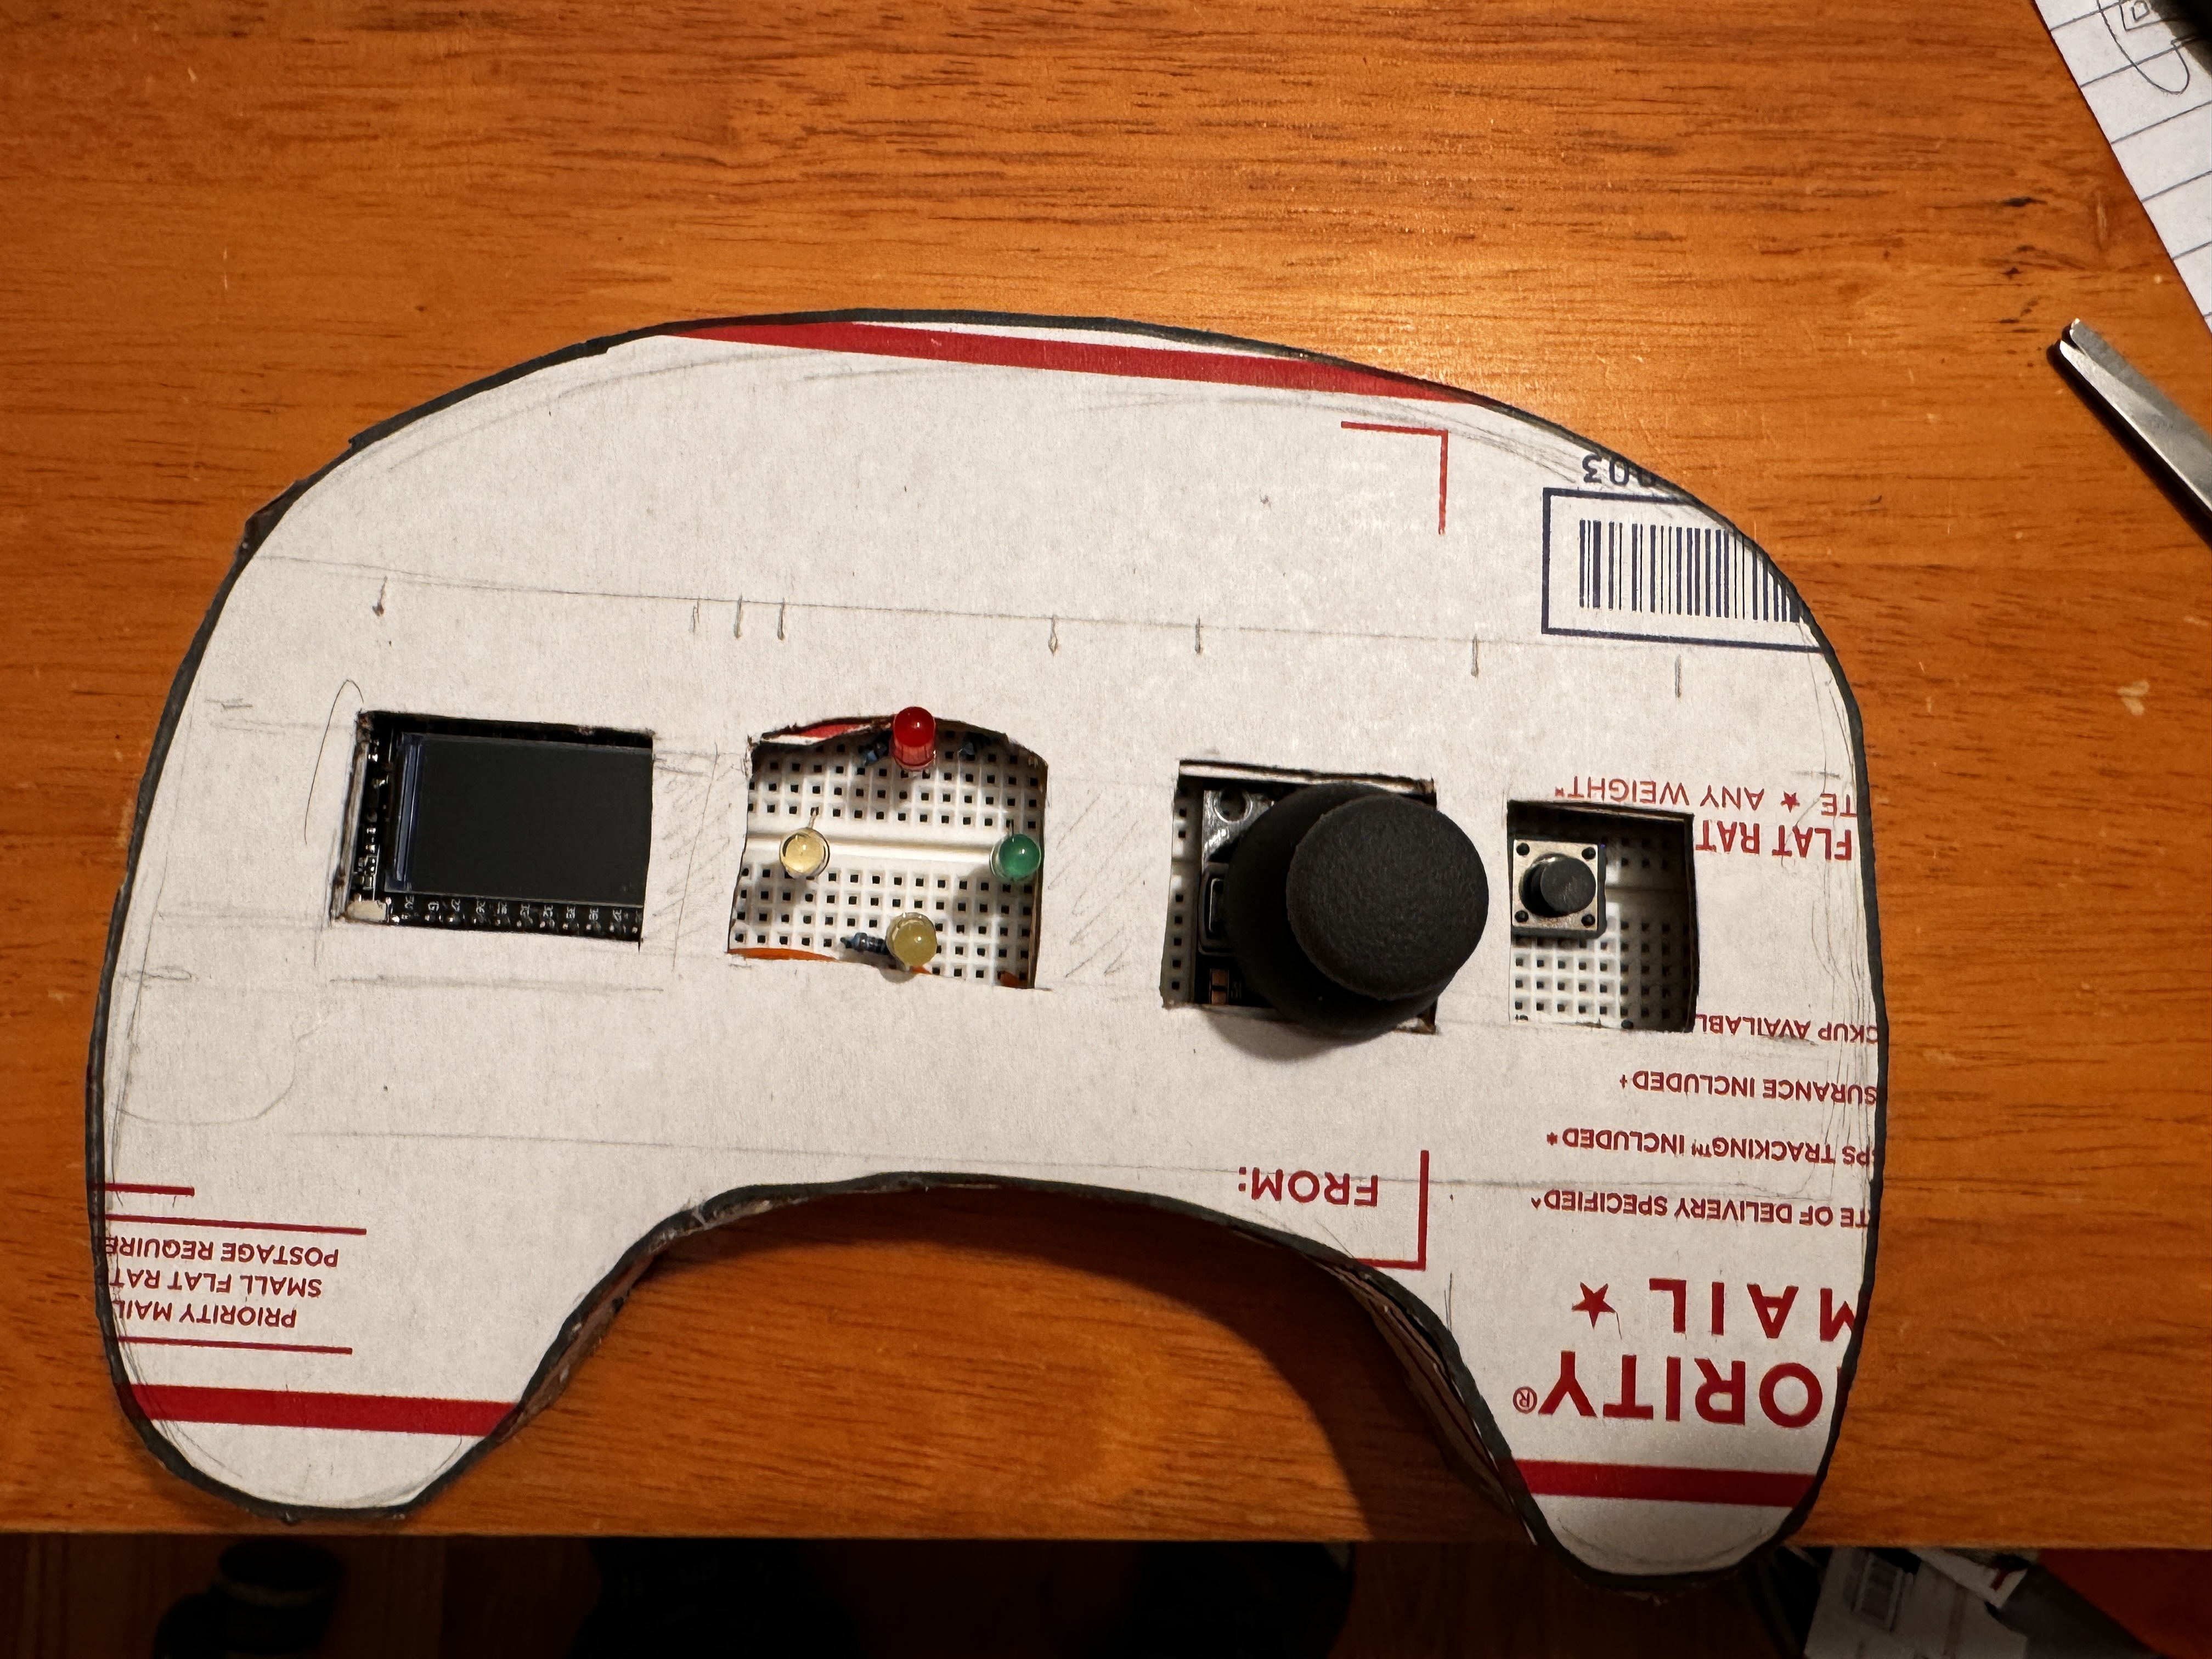 ORITY®
MAIL ★
PRIORITY MAIL
SMALL FLAT RAT
POSTAGE REQUIRE
TE OF DELIVERY SPECIFIED^
FROM:
PS TRACKING™ INCLUDED*
SURANCE INCLUDED†
CKUP AVAILABL
FLAT RAT
TE ★ ANY WEIGHT*